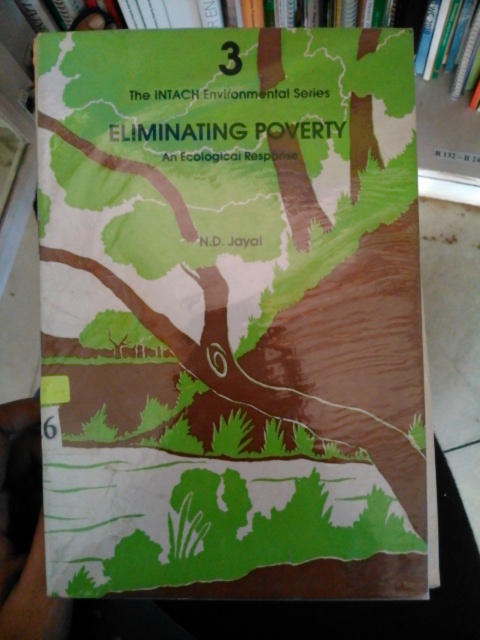 3
The INTACH Environmental Series
ELIMINATING POVERTY
An Ecological Response
N.D. Jayal
6